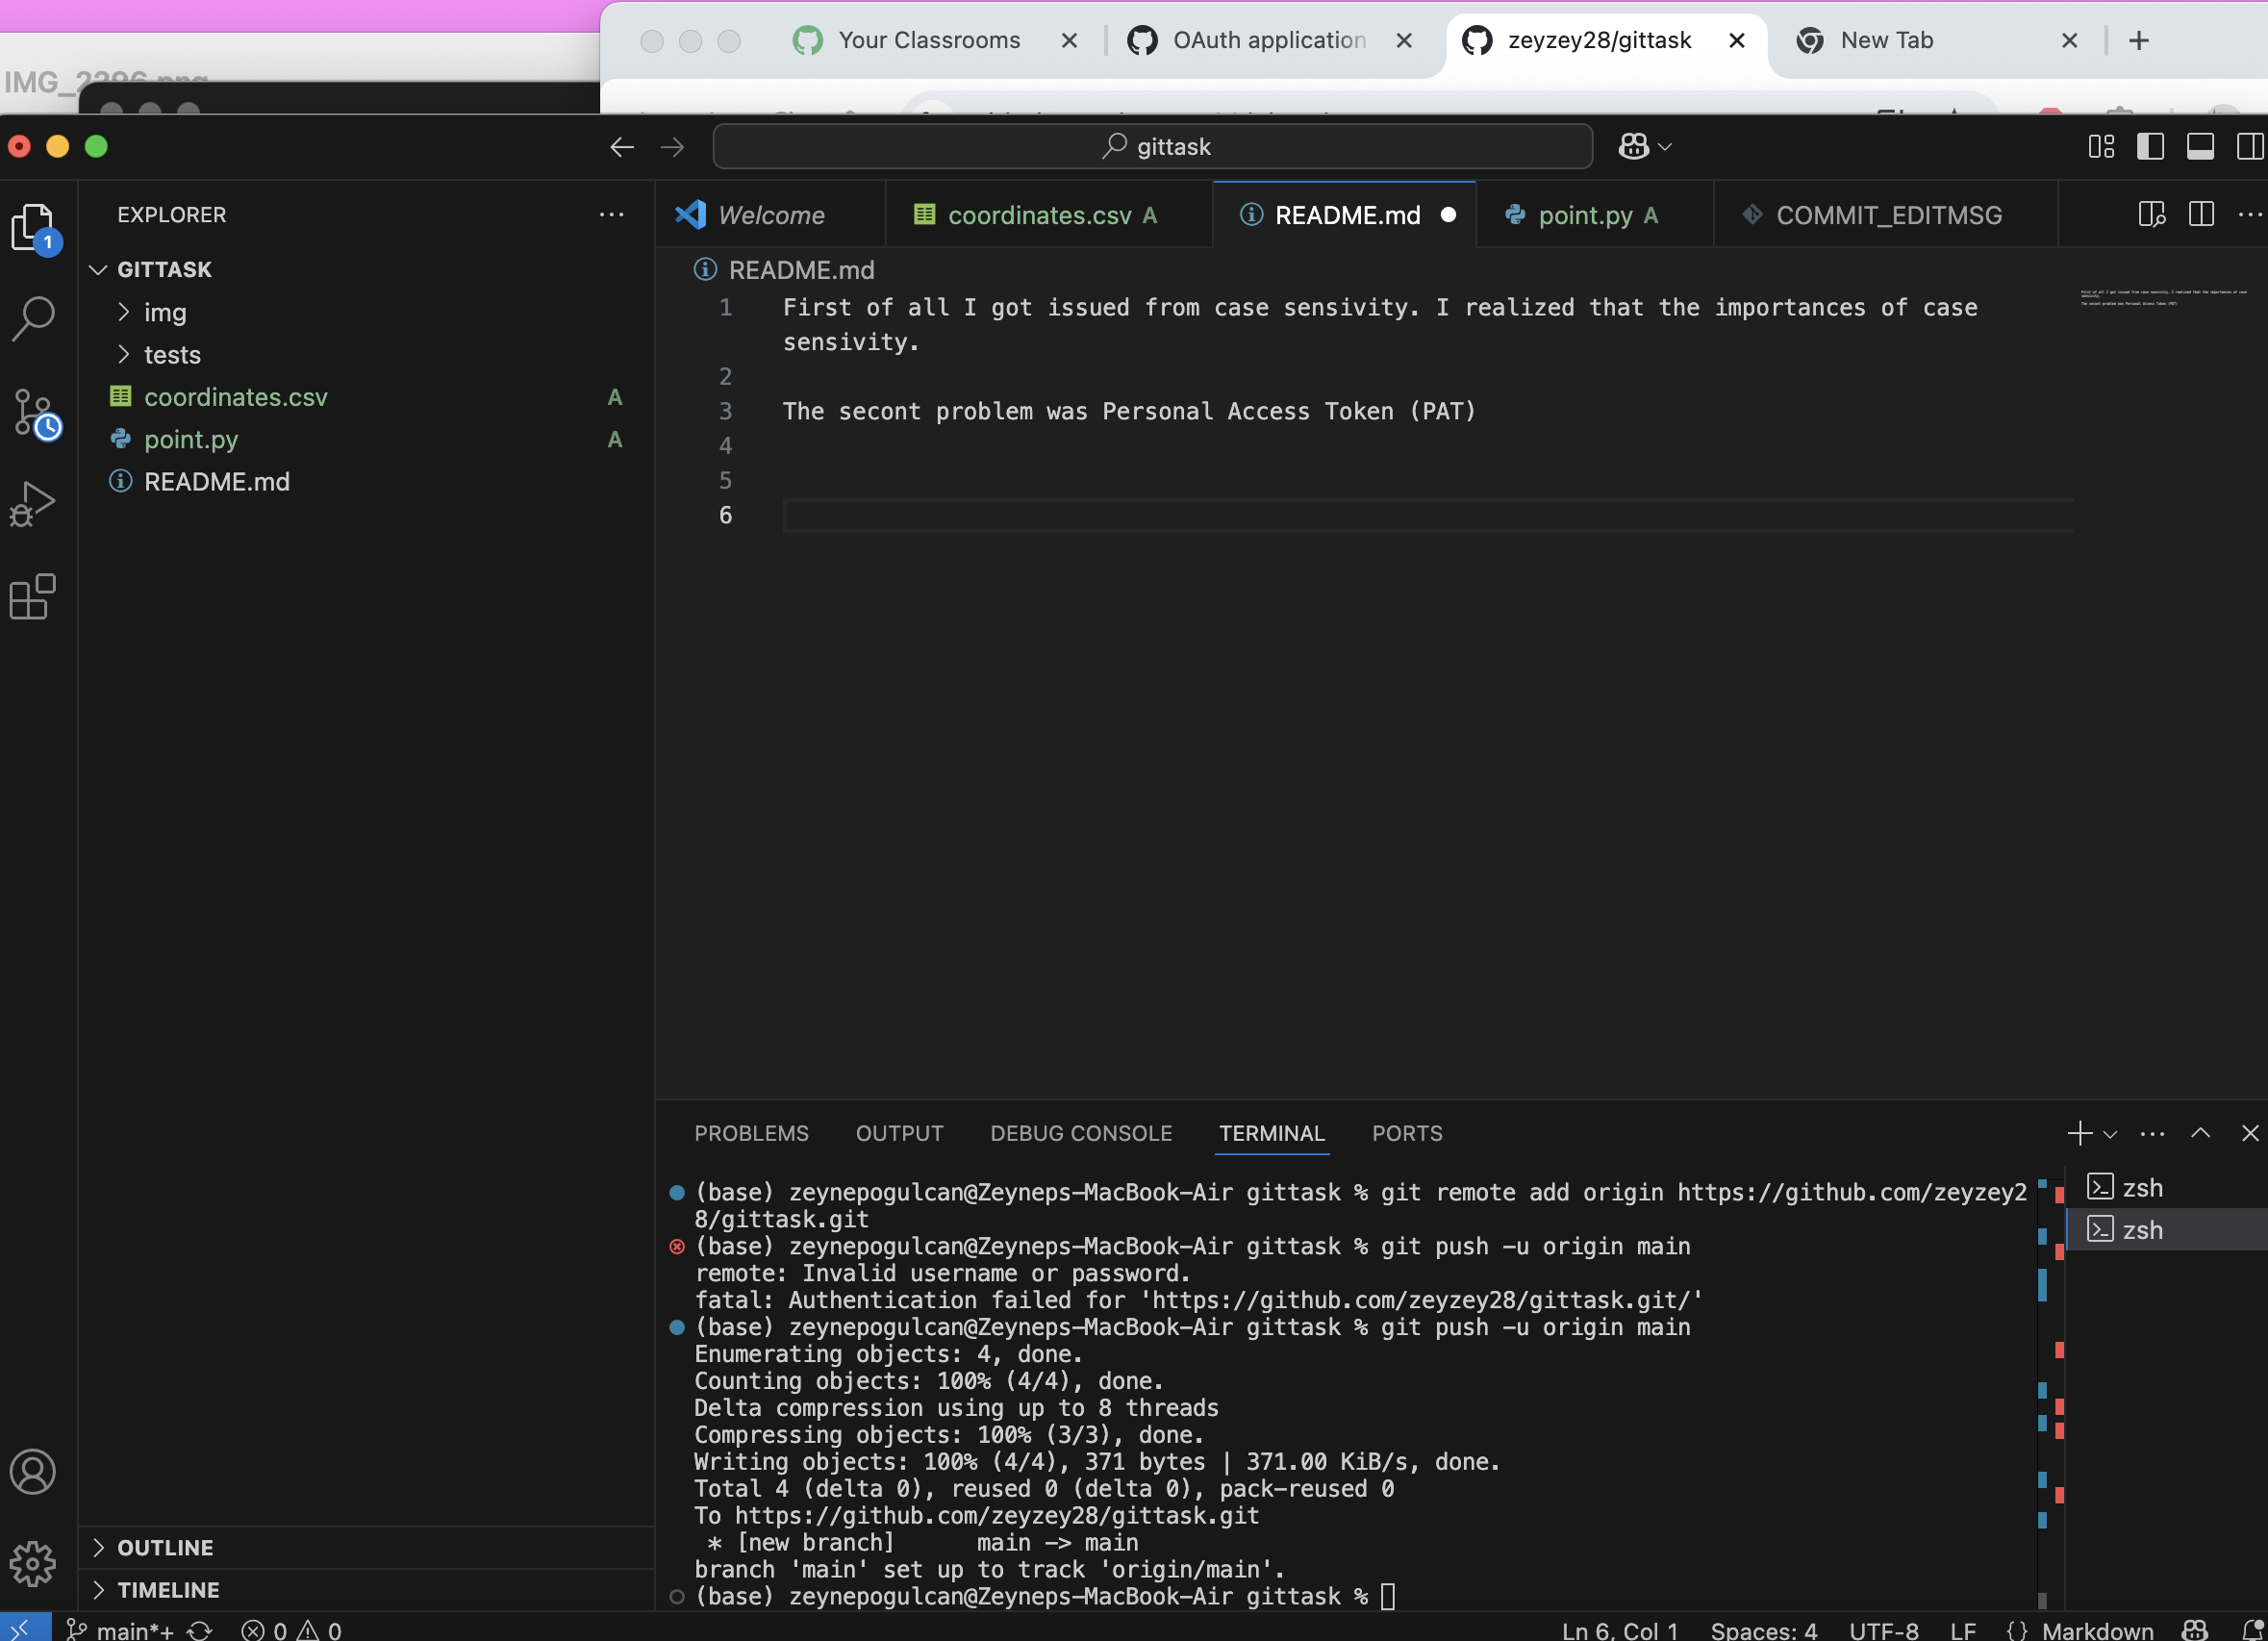 Your Classrooms
OAuth application
zeyzey28/gittask
New Tab
gittask
EXPLORER
Welcome
coordinates.csv A
README.md
point.py A
COMMIT_EDITMSG
GITTASK
img
tests
coordinates.csv A
point.py A
README.md
README.md
1 First of all I got issued from case sensivity. I realized that the importances of case
sensivity.
2
3 The secont problem was Personal Access Token (PAT)
4
5
6
PROBLEMS OUTPUT DEBUG CONSOLE TERMINAL PORTS
(base) zeynepogulcan@Zeyneps-MacBook-Air gittask % git remote add origin https://github.com/zeyzey2
8/gittask.git
(base) zeynepogulcan@Zeyneps-MacBook-Air gittask % git push -u origin main
remote: Invalid username or password.
fatal: Authentication failed for 'https://github.com/zeyzey28/gittask.git/'
(base) zeynepogulcan@Zeyneps-MacBook-Air gittask % git push -u origin main
Enumerating objects: 4, done.
Counting objects: 100% (4/4), done.
Delta compression using up to 8 threads
Compressing objects: 100% (3/3), done.
Writing objects: 100% (4/4), 371 bytes | 371.00 KiB/s, done.
Total 4 (delta 0), reused 0 (delta 0), pack-reused 0
To https://github.com/zeyzey28/gittask.git
* [new branch] main -> main
branch 'main' set up to track 'origin/main'.
(base) zeynepogulcan@Zeyneps-MacBook-Air gittask %
zsh
zsh
OUTLINE
TIMELINE
main*+ 0 0
Ln 6, Col 1 Spaces: 4 UTF-8 LF {} Markdown